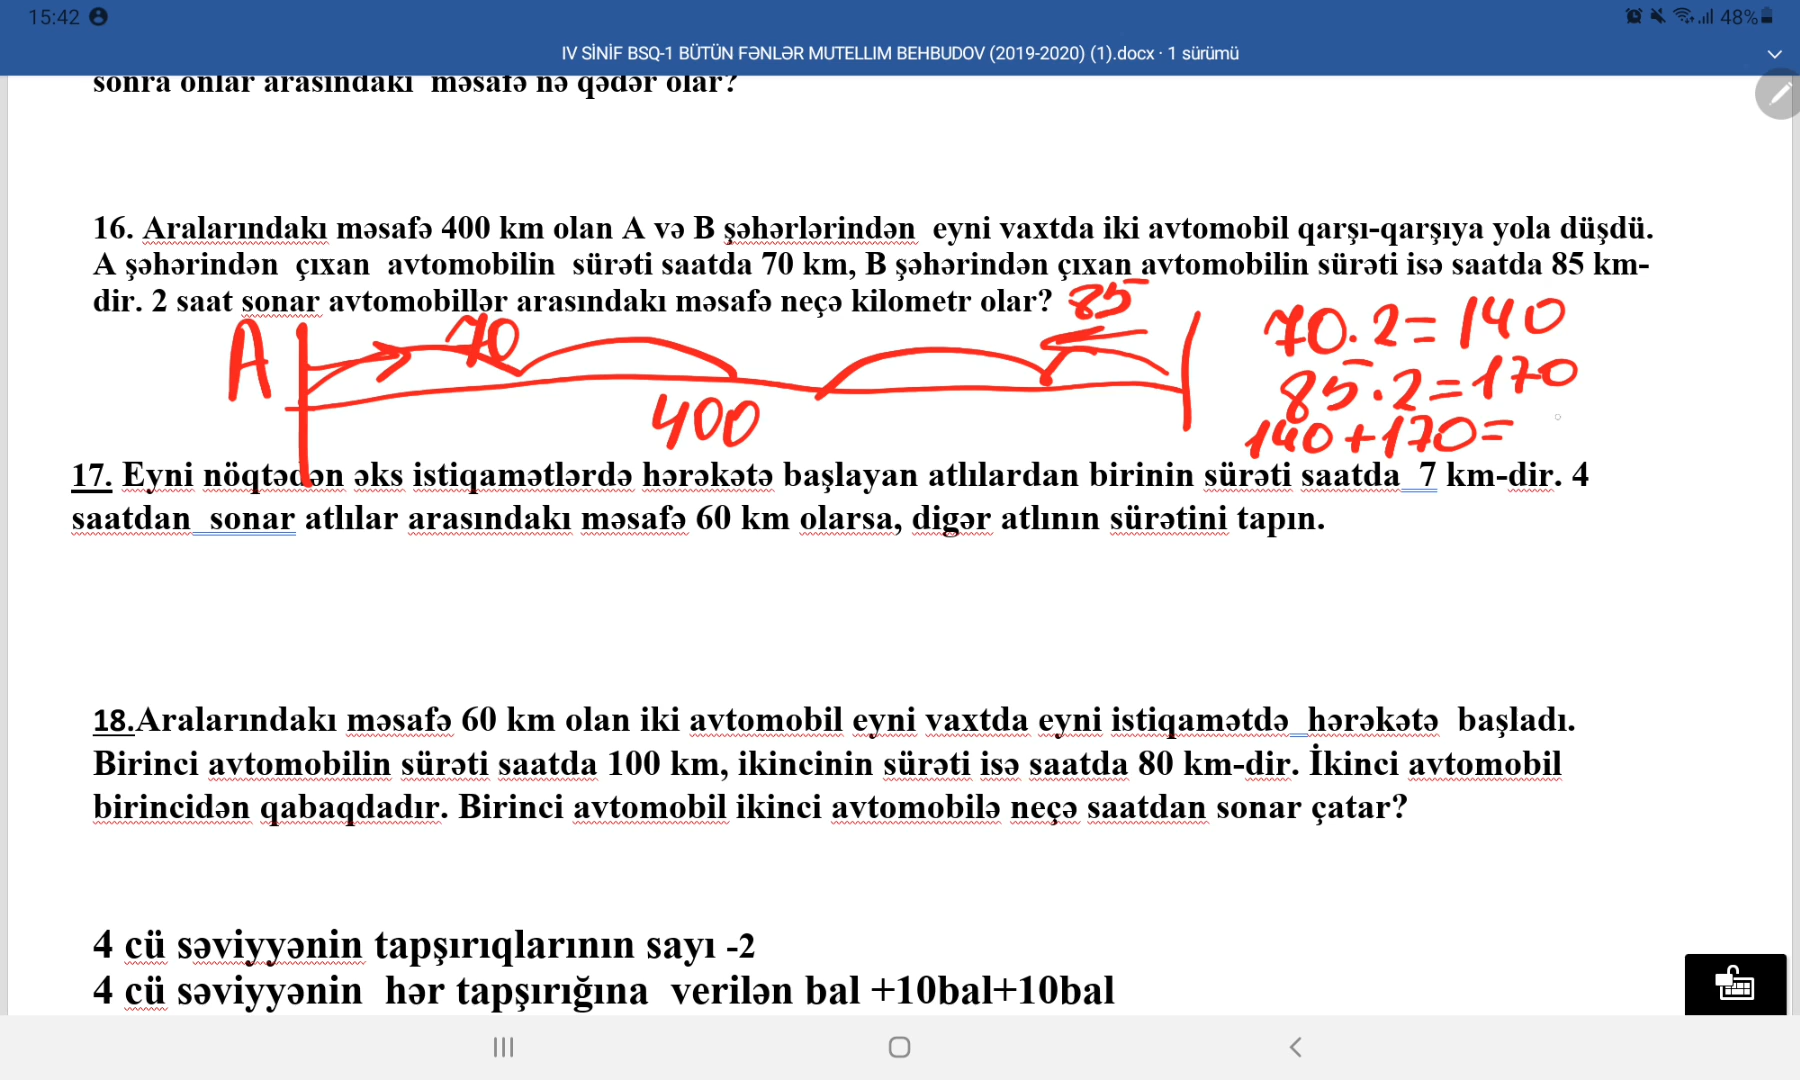 15:42
48%
IV SİNİF BSQ-1 BÜTÜN FƏNLƏR MUTELLIM BEHBUDOV (2019-2020) (1).docx · 1 sürümü
sonra onlar arasındakı məsafə nə qədər olar?
16. Aralarındakı məsafə 400 km olan A və B şəhərlərindən eyni vaxtda iki avtomobil qarşı-qarşıya yola düşdü.
A şəhərindən çıxan avtomobilin sürəti saatda 70 km, B şəhərindən çıxan avtomobilin sürəti isə saatda 85 km-
dir. 2 saat sonar avtomobillər arasındakı məsafə neçə kilometr olar?
85
A
70
400
70.2=140
85.2=170
140+170=
17. Eyni nöqtədən əks istiqamətlərdə hərəkətə başlayan atlılardan birinin sürəti saatda 7 km-dir. 4
saatdan sonar atlılar arasındakı məsafə 60 km olarsa, digər atlının sürətini tapın.
18.Aralarındakı məsafə 60 km olan iki avtomobil eyni vaxtda eyni istiqamətdə hərəkətə başladı.
Birinci avtomobilin sürəti saatda 100 km, ikincinin sürəti isə saatda 80 km-dir. İkinci avtomobil
birincidən qabaqdadır. Birinci avtomobil ikinci avtomobilə neçə saatdan sonar çatar?
4 cü səviyyənin tapşırıqlarının sayı -2
4 cü səviyyənin hər tapşırığına verilən bal +10bal+10bal